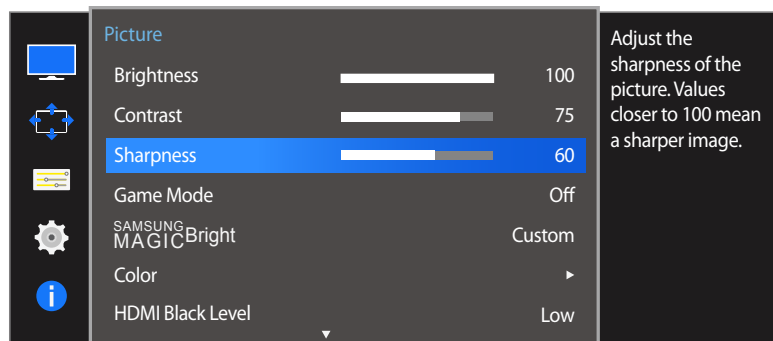 Picture
Brightness 100
Contrast 75
Sharpness 60
Game Mode Off
SAMSUNG
MAGICBright Custom
Color
HDMI Black Level Low
Adjust the
sharpness of the
picture. Values
closer to 100 mean
a sharper image.